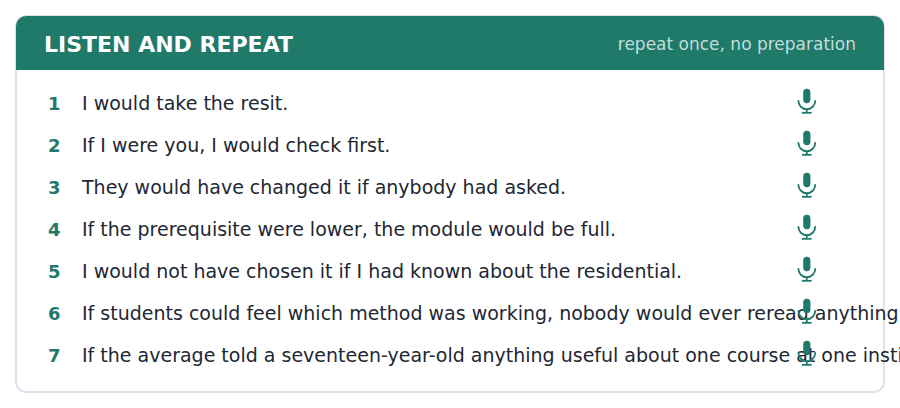 LISTEN AND REPEAT
repeat once, no preparation
1 I would take the resit.
2 If I were you, I would check first.
3 They would have changed it if anybody had asked.
4 If the prerequisite were lower, the module would be full.
5 I would not have chosen it if I had known about the residential.
6 If students could feel which method was working, nobody would ever reread anything
7 If the average told a seventeen-year-old anything useful about one course at one